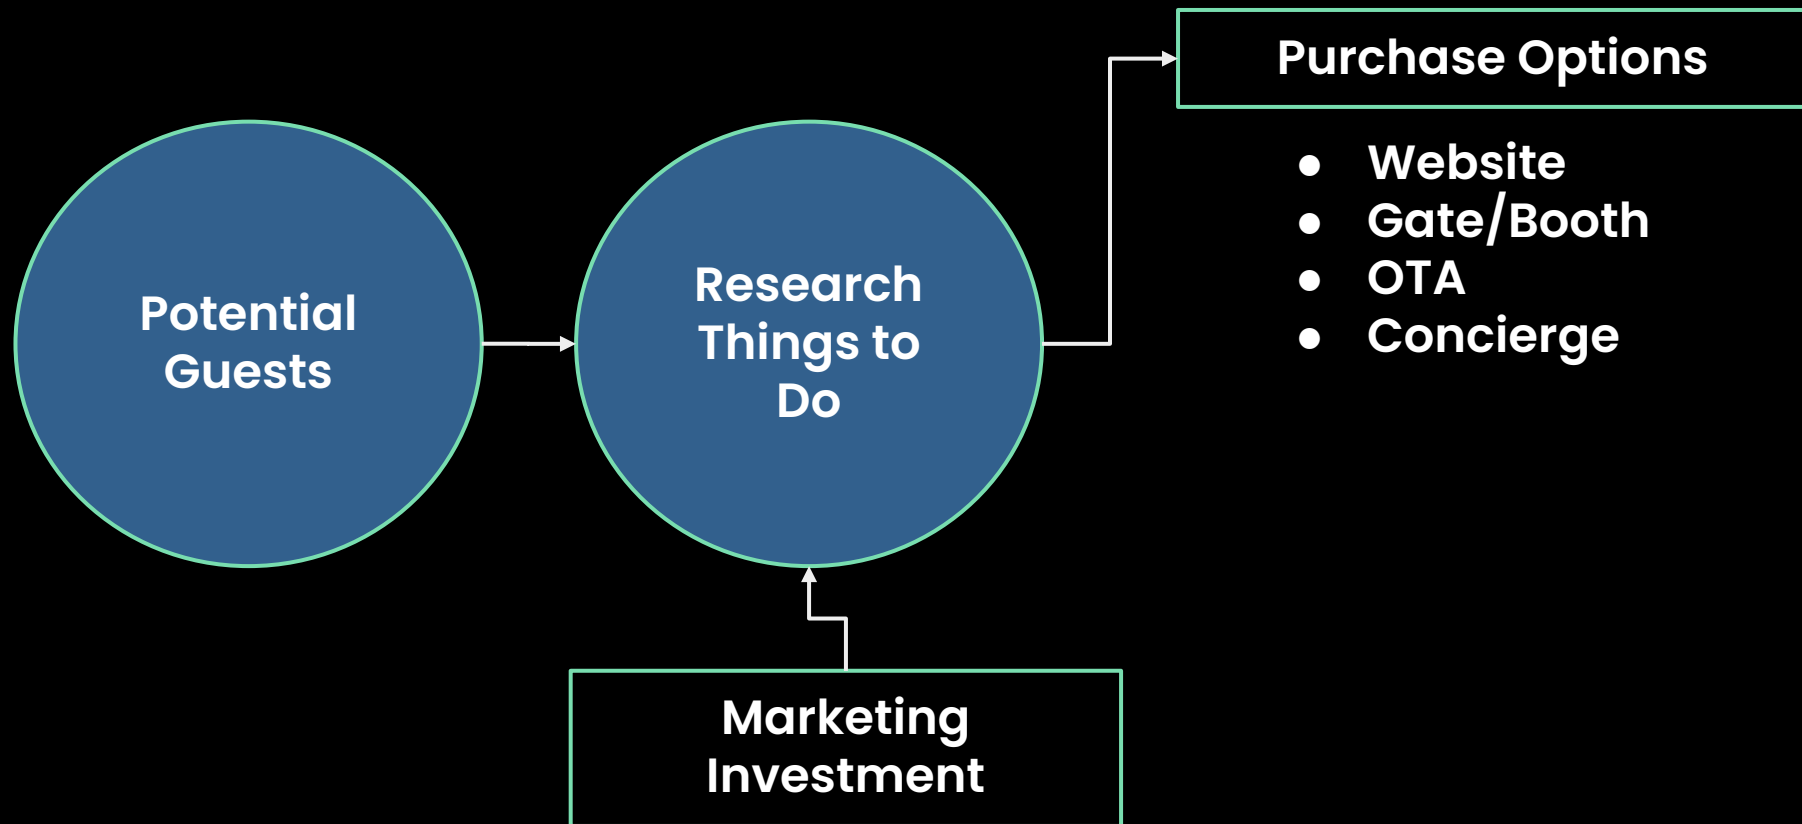 Purchase Options
● Website
● Gate/Booth
● OTA
● Concierge
Potential
Guests
Research
Things to
Do
Marketing
Investment